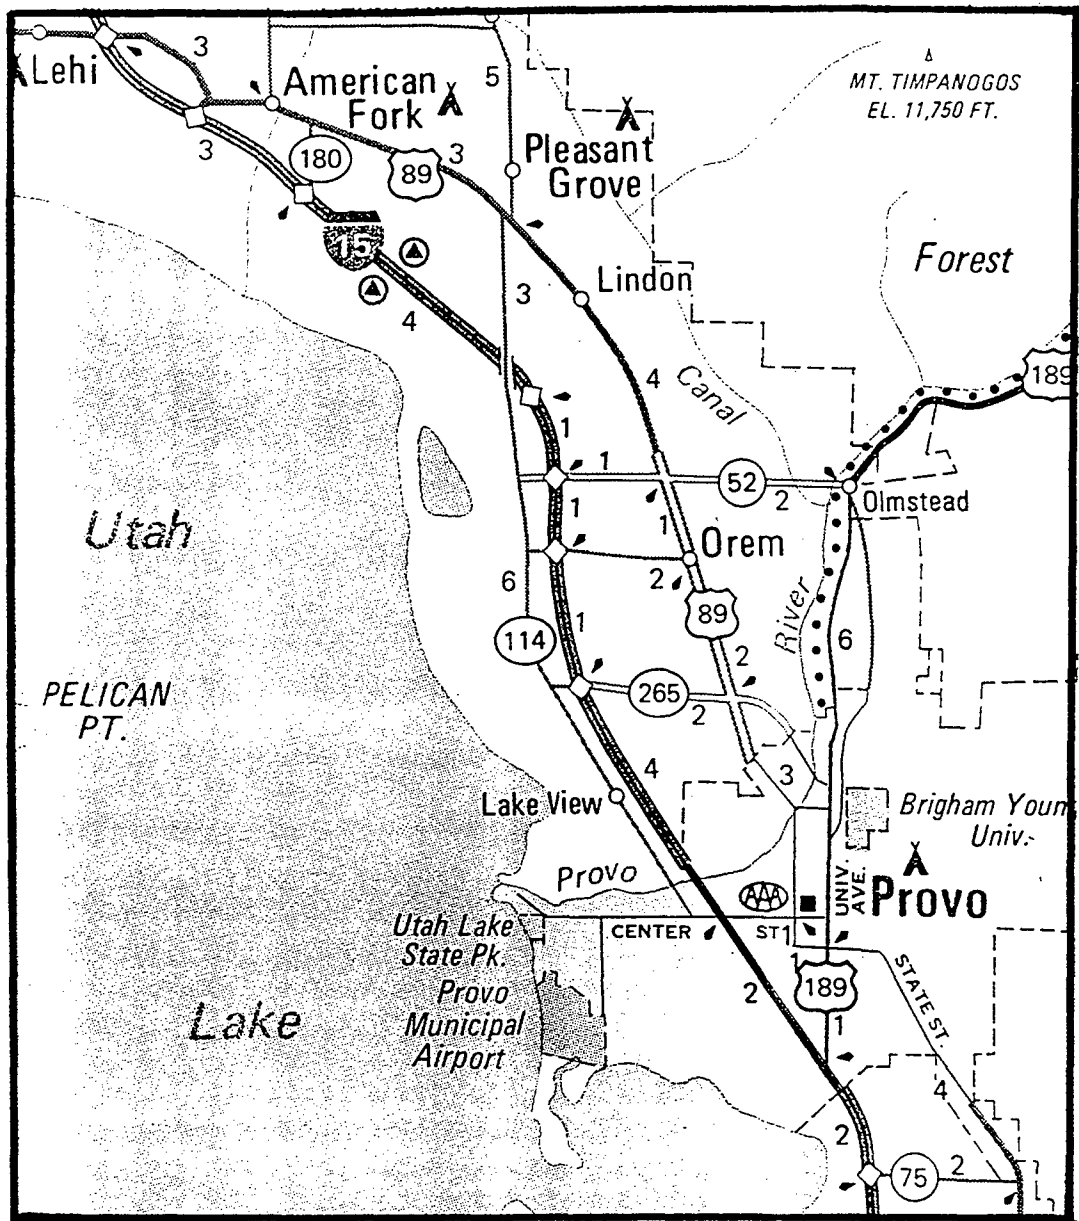 3
Lehi
American
Fork
5
MT. TIMPANOGOS
EL. 11,750 FT.
3
180
89
3
Pleasant
Grove
15
Forest
Lindon
3
4
4
189
Canal
1
1
52
2
Olmstead
Utah
1
1
Orem
6
2
89
River
6
114
1
2
265
2
PELICAN
PT.
4
3
Lake View
Brigham Youn
Univ.
Provo
AAA
UNIV.
AVE.
Provo
Utah Lake
State Pk.
CENTER
ST
1
1
STATE ST.
Provo
Municipal
Airport
2
189
Lake
1
4
2
75
2